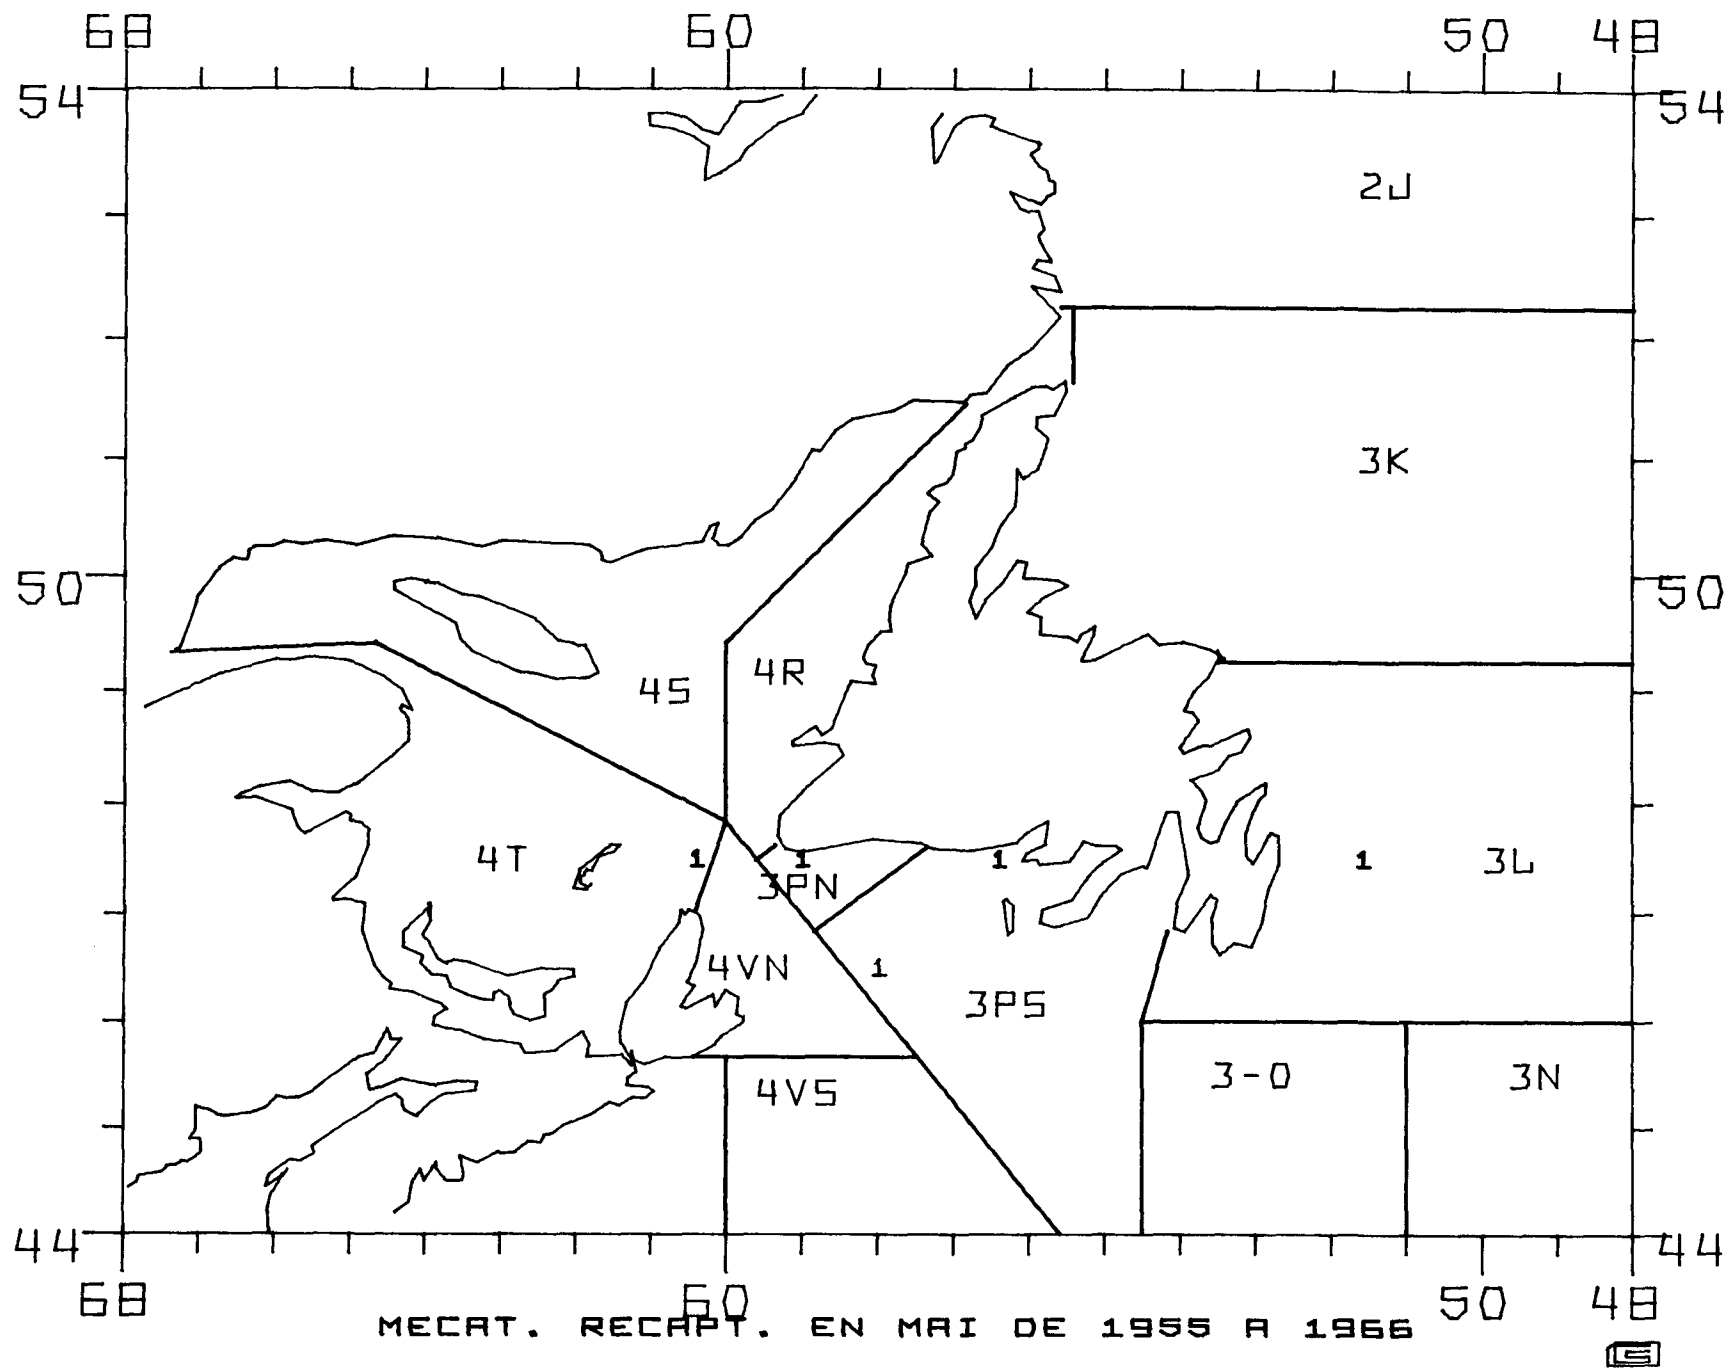 68 60 50 48
54 54
2J
3K
50 50
4R
4S
4T 1 1 1 1 3L
3PN
4VN 1
3PS
3-O 3N
4VS
44 44
68 60 50 48
MECAT. RECAPT. EN MAI DE 1955 A 1966